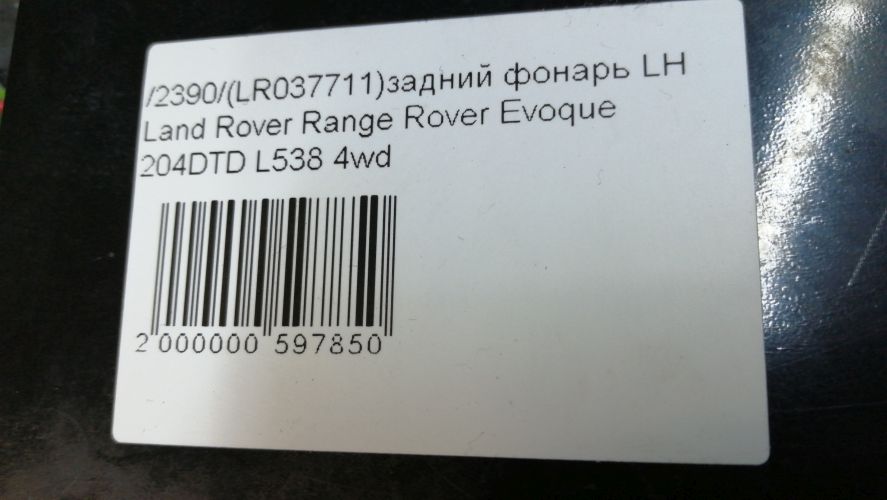 /2390/(LR037711)задний фонарь LH
Land Rover Range Rover Evoque
204DTD L538 4wd
2 000000 597850